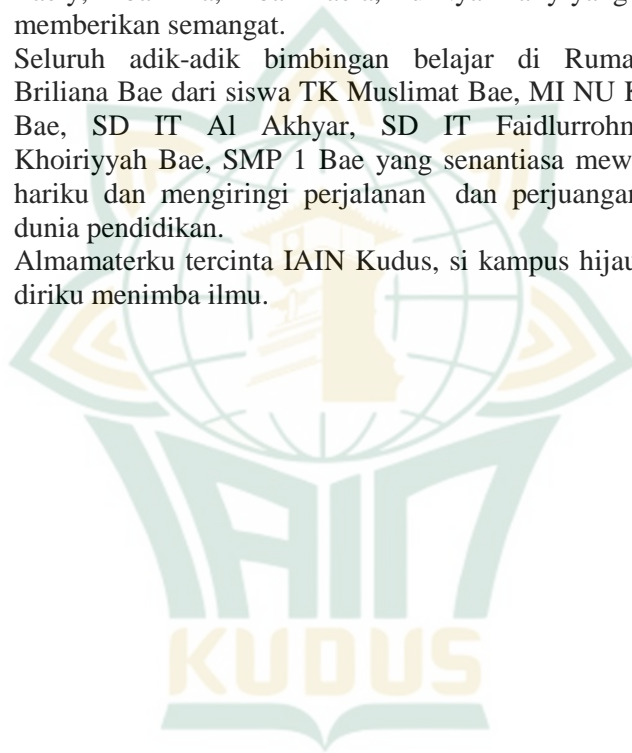 memberikan semangat.
Seluruh adik-adik bimbingan belajar di Ruma
Briliana Bae dari siswa TK Muslimat Bae, MI NU
Bae, SD IT Al Akhyar, SD IT Faidlurrohm
Khoiriyyah Bae, SMP 1 Bae yang senantiasa mew
hariku dan mengiringi perjalanan dan perjuangan
dunia pendidikan.
Almamaterku tercinta IAIN Kudus, si kampus hijau
diriku menimba ilmu.
IAIN
KUDUS